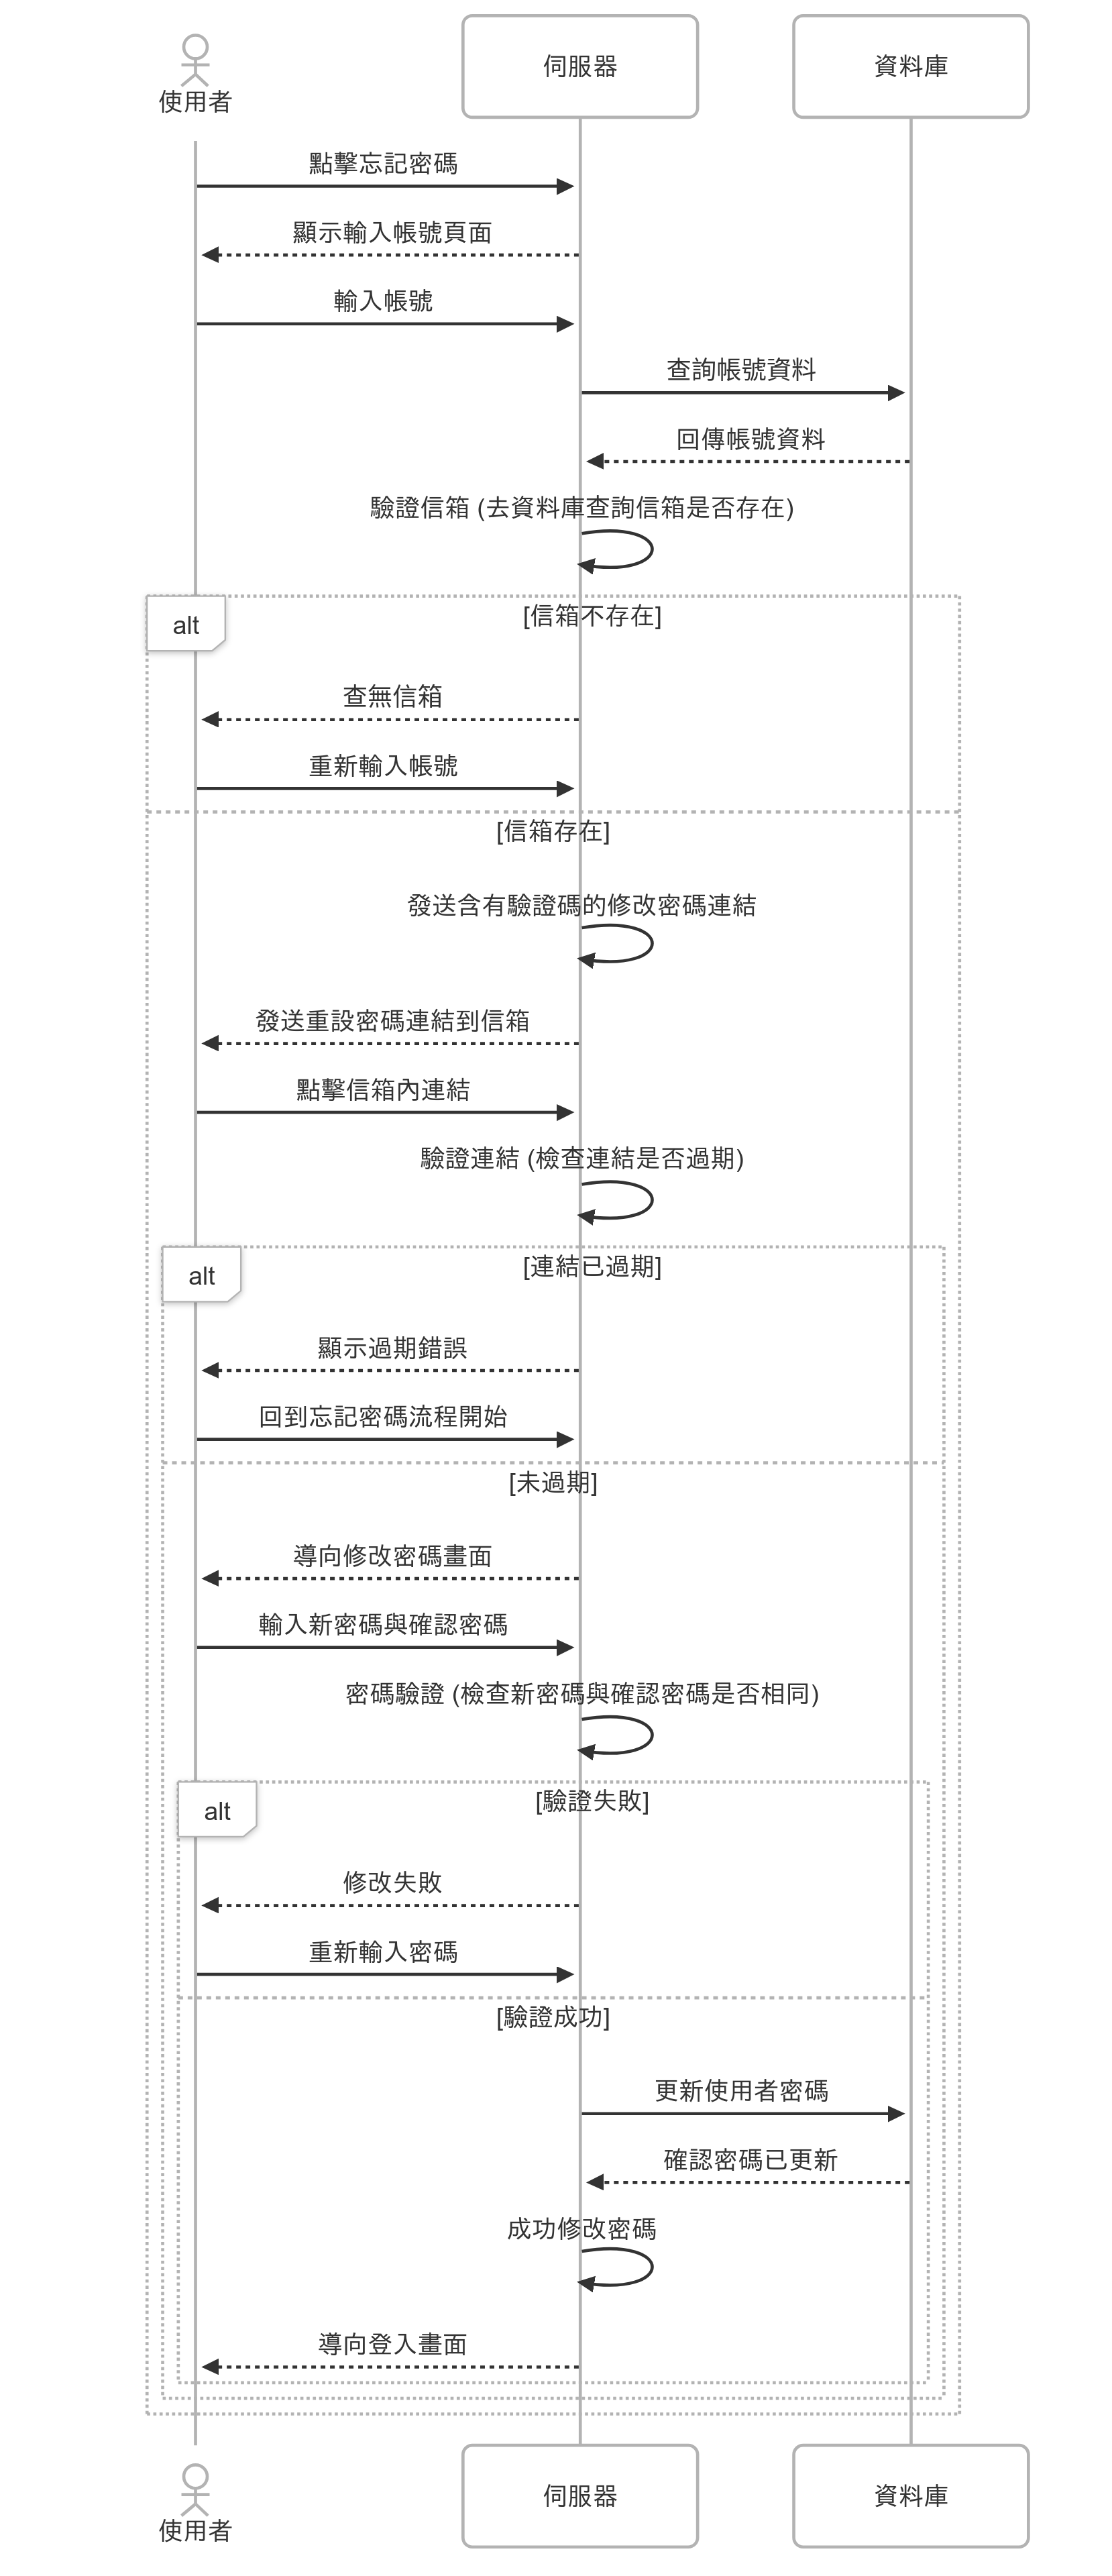 使用者
伺服器
資料庫
點擊忘記密碼
顯示輸入帳號頁面
輸入帳號
查詢帳號資料
回傳帳號資料
驗證信箱 (去資料庫查詢信箱是否存在)
alt
[信箱不存在]
查無信箱
重新輸入帳號
[信箱存在]
發送含有驗證碼的修改密碼連結
發送重設密碼連結到信箱
點擊信箱內連結
驗證連結 (檢查連結是否過期)
alt
[連結已過期]
顯示過期錯誤
回到忘記密碼流程開始
[未過期]
導向修改密碼畫面
輸入新密碼與確認密碼
密碼驗證 (檢查新密碼與確認密碼是否相同)
alt
[驗證失敗]
修改失敗
重新輸入密碼
[驗證成功]
更新使用者密碼
確認密碼已更新
成功修改密碼
導向登入畫面
使用者
伺服器
資料庫